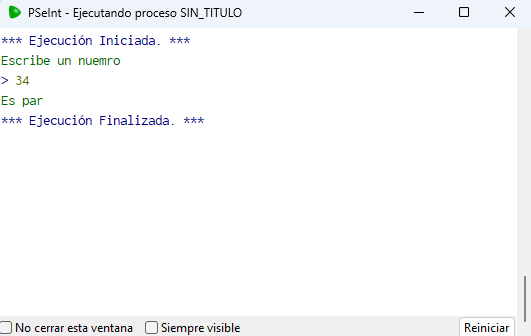 PSeInt - Ejecutando proceso SIN_TITULO
*** Ejecución Iniciada. ***
Escribe un nuemro
> 34
Es par
*** Ejecución Finalizada. ***
No cerrar esta ventana
Siempre visible
Reiniciar